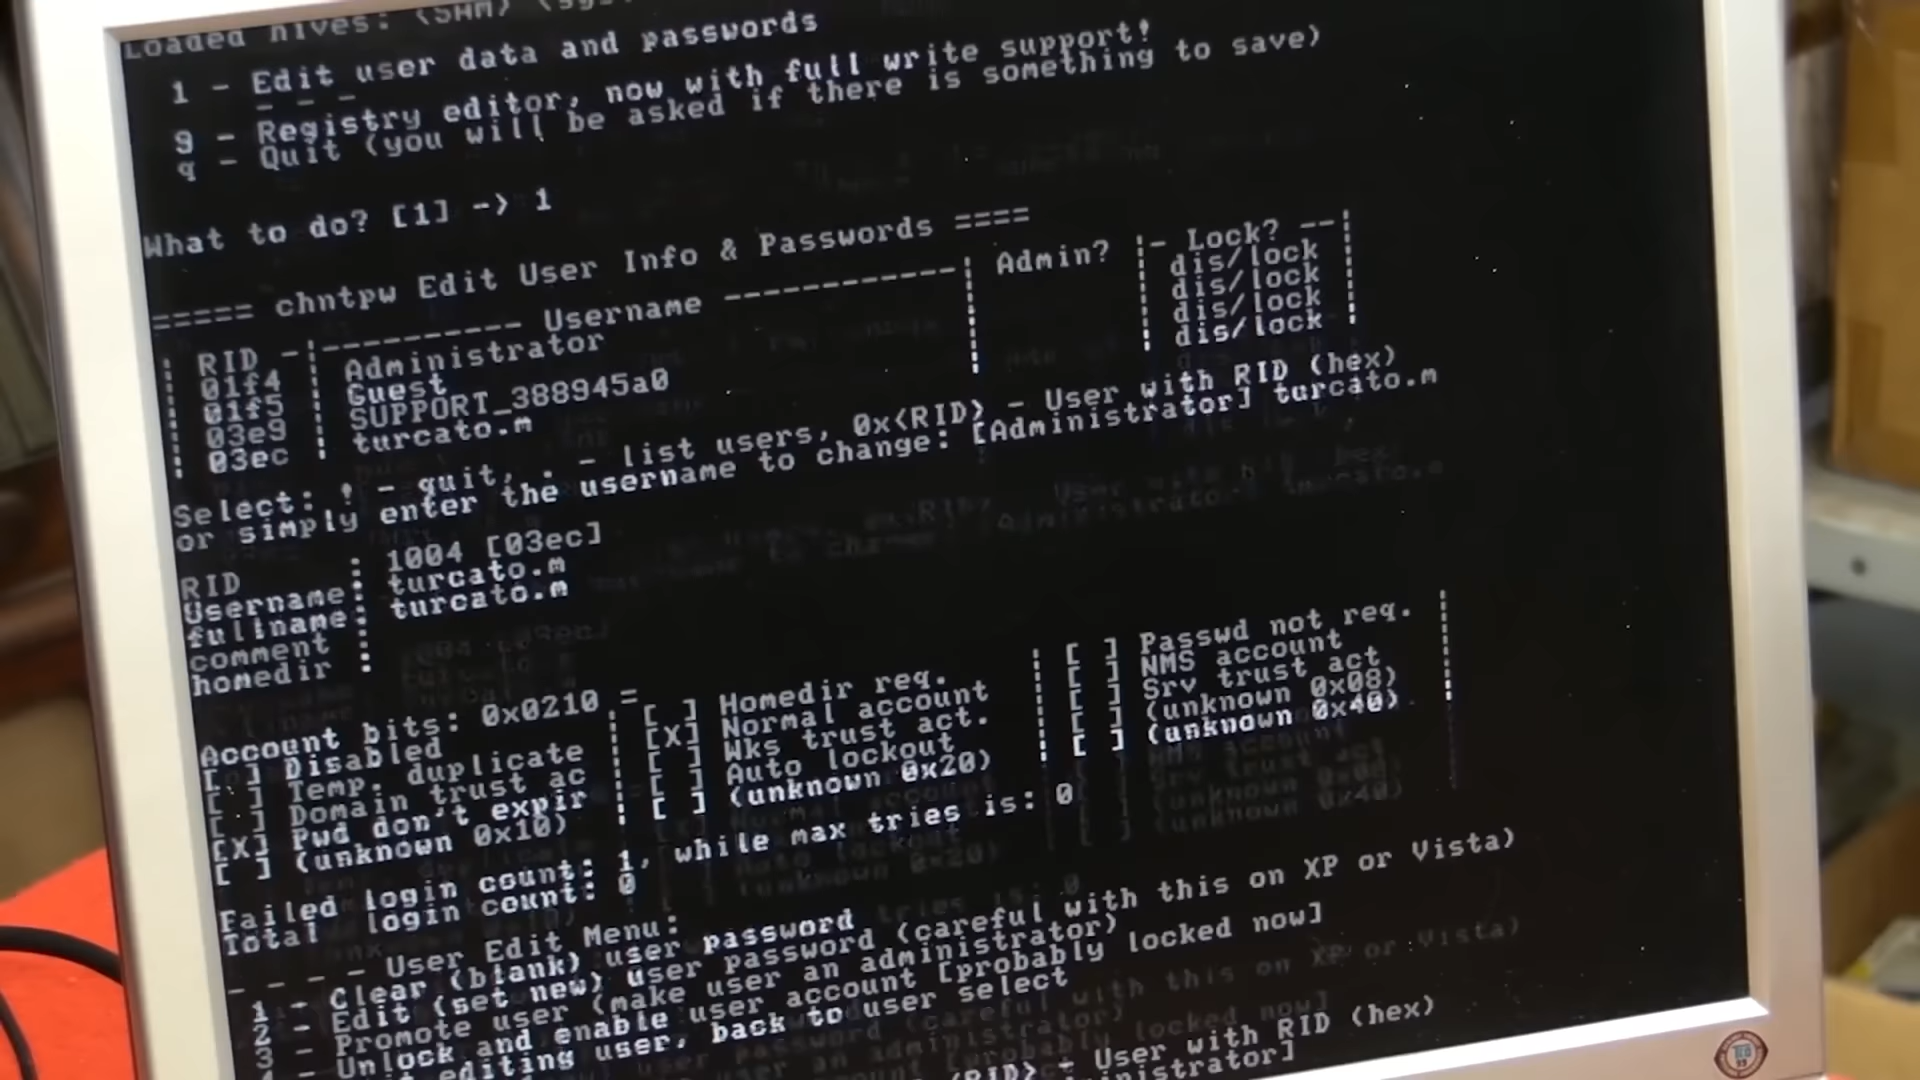 Loaded hives: (SAM)
1 - Edit user data and passwords
- - -
9 - Registry editor, now with full write support!
q - Quit (you will be asked if there is something to save)
What to do? [1] -> 1
===== chntpw Edit User Info & Passwords ====
| RID -|---------- Username ------------| Admin? |- Lock? --|
| 01f4 | Administrator | | dis/lock |
| 01f5 | Guest | | dis/lock |
| 03e9 | SUPPORT_388945a0 | | dis/lock |
| 03ec | turcato.m | | dis/lock |
Select: ! - quit, . - list users, 0x<RID> - User with RID (hex)
or simply enter the username to change: [Administrator] turcato.m
RID : 1004 [03ec]
Username: turcato.m
fullname: turcato.m
comment :
homedir :
Account bits: 0x0210 =
[ ] Disabled | [ ] Homedir req. | [ ] Passwd not req. |
[ ] Temp. duplicate | [X] Normal account | [ ] NMS account |
[ ] Domain trust ac | [ ] Wks trust act. | [ ] Srv trust act |
[X] Pwd don't expir | [ ] Auto lockout | [ ] (unknown 0x08) |
[ ] (unknown 0x10) | [ ] (unknown 0x20) | [ ] (unknown 0x40) |
Failed login count: 1, while max tries is: 0
Total login count: 0
- - - - User Edit Menu:
1 - Clear (blank) user password
2 - Edit (set new) user password (careful with this on XP or Vista)
3 - Promote user (make user an administrator)
4 - Unlock and enable user account [probably locked now]
editing user, back to user select
(RID> - User with RID (hex)